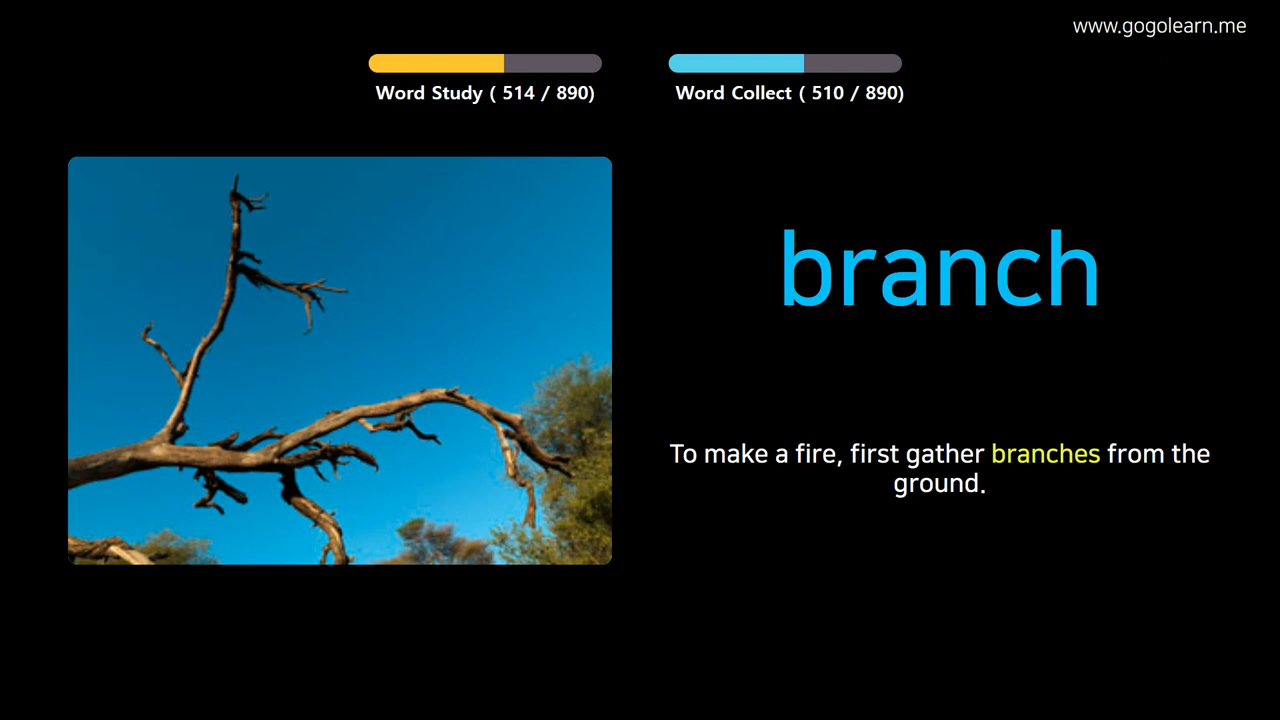 www.gogolearn.me
Word Study ( 514 / 890)
Word Collect ( 510 / 890)
branch
To make a fire, first gather branches from the
ground.